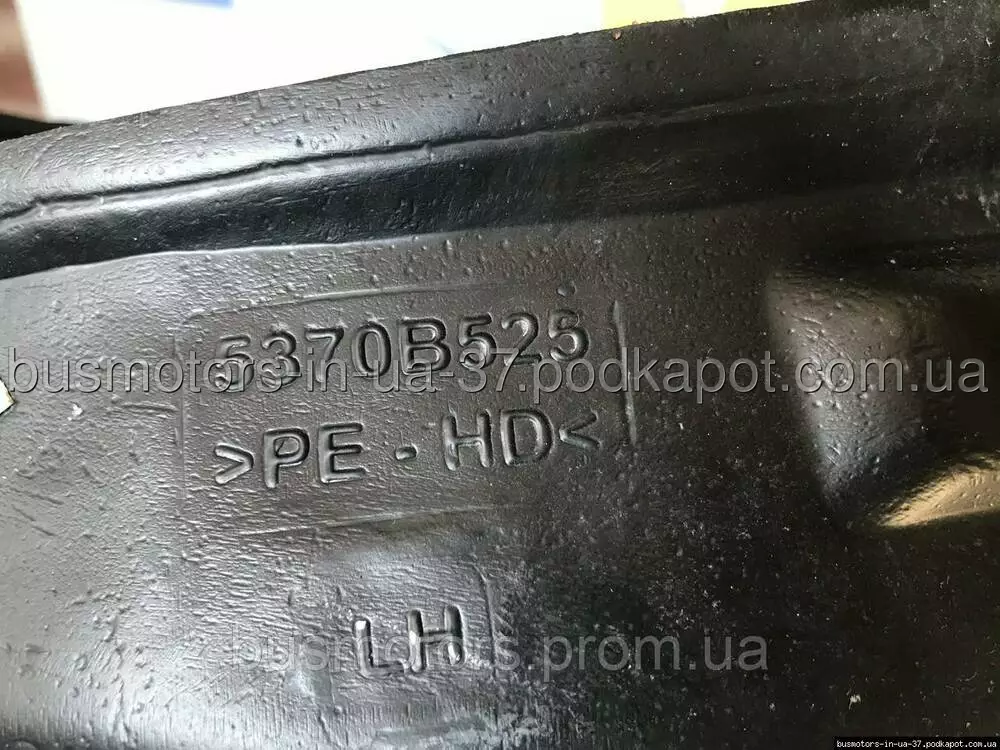 5370B525
busmotors-in-ua-37.podkapot.com.ua
>PE-HD<
LH
busmotors.prom.ua
busmotors-in-ua-37.podkapot.com.ua